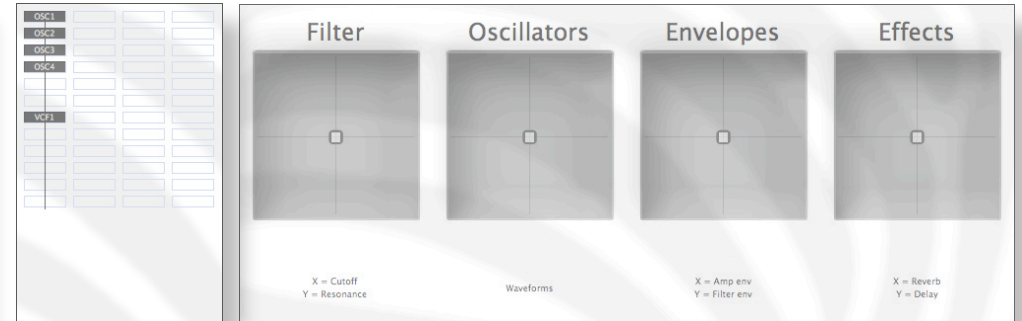 OSC1
OSC2
OSC3
OSC4
VCF1
Filter
Oscillators
Envelopes
Effects
X = Cutoff
Y = Resonance
Waveforms
X = Amp env
Y = Filter env
X = Reverb
Y = Delay